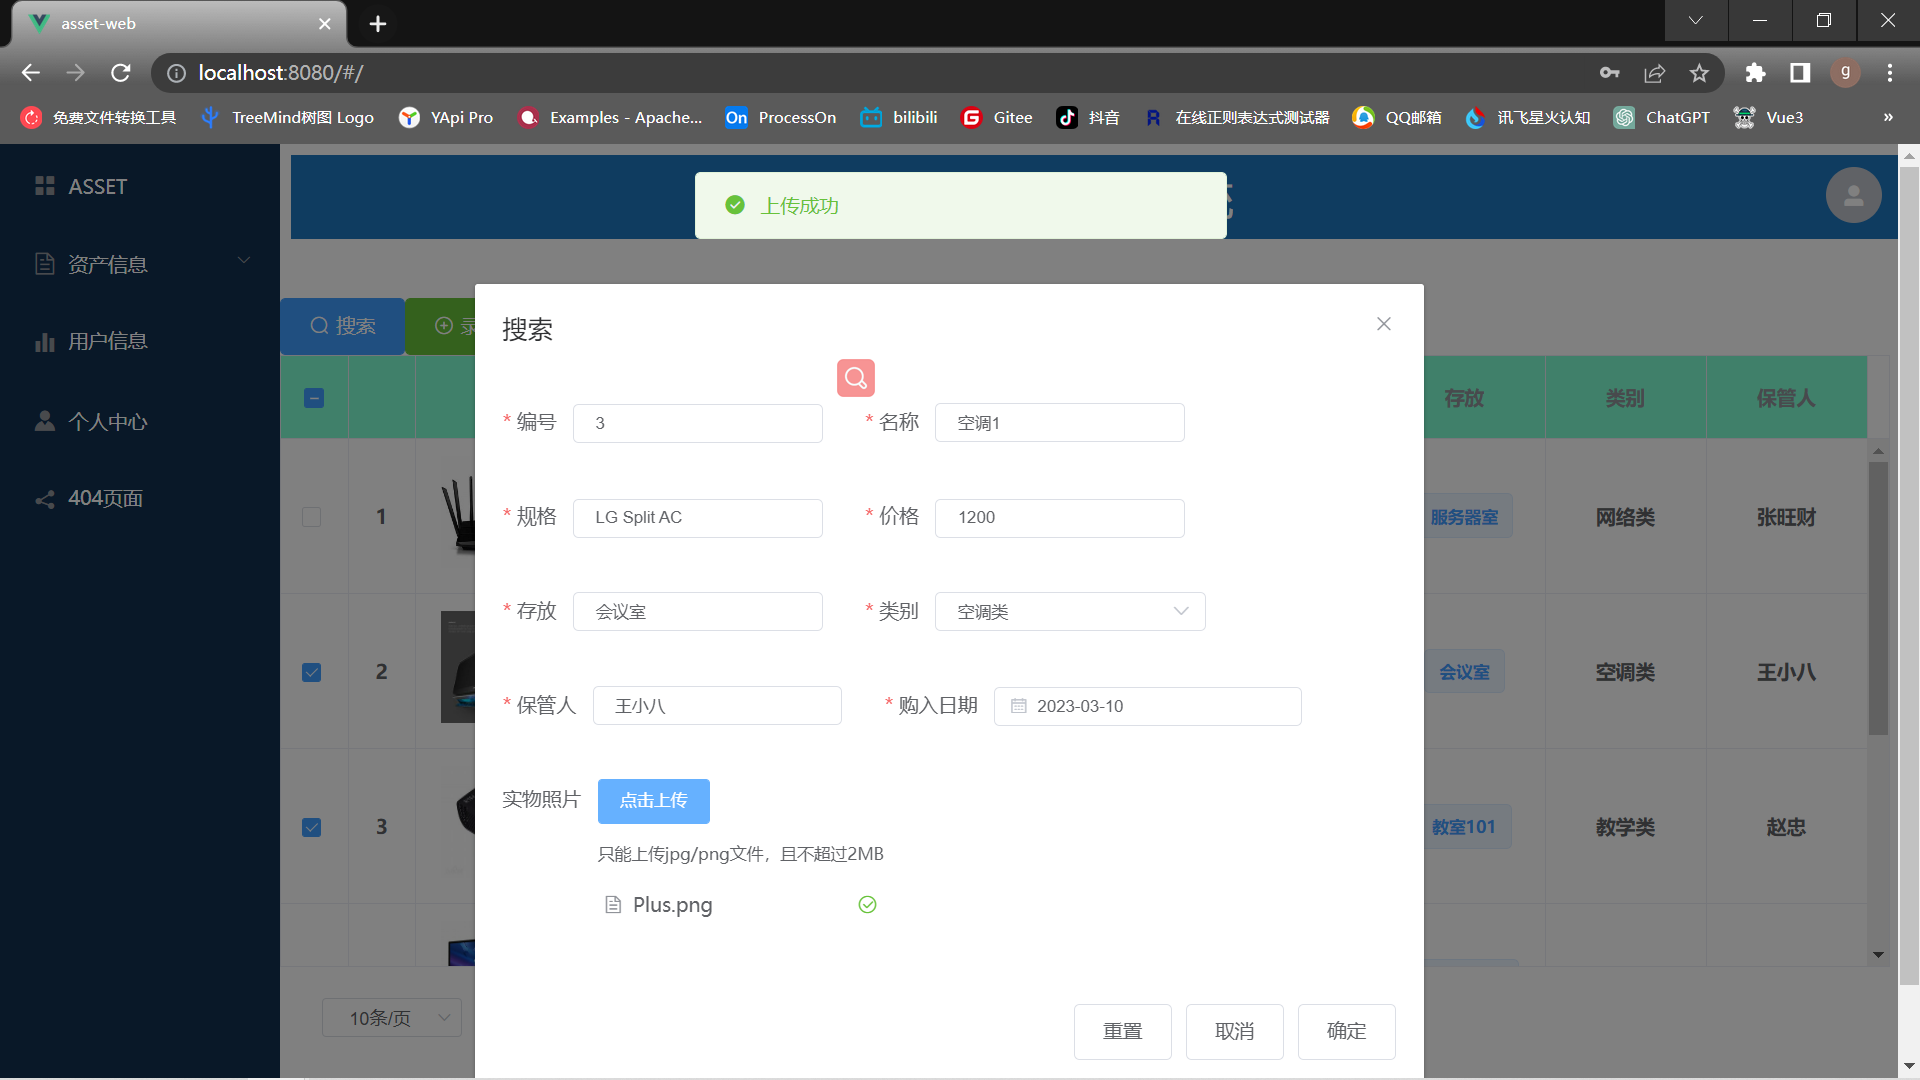 asset-web
localhost:8080/#/
g
免费文件转换工具
TreeMind树图 Logo
YApi Pro
Examples - Apache...
On ProcessOn
bilibili
Gitee
抖音
R 在线正则表达式测试器
QQ邮箱
讯飞星火认知
ChatGPT
Vue3
»
ASSET
资产信息
用户信息
个人中心
404页面
上传成功
搜索
搜索
* 编号 3
* 名称 空调1
* 规格 LG Split AC
* 价格 1200
* 存放 会议室
* 类别 空调类
* 保管人 王小八
* 购入日期 2023-03-10
实物照片 点击上传
只能上传jpg/png文件，且不超过2MB
Plus.png
重置 取消 确定
存放 类别 保管人
1 服务器室 网络类 张旺财
2 会议室 空调类 王小八
3 教室101 教学类 赵忠
10条/页